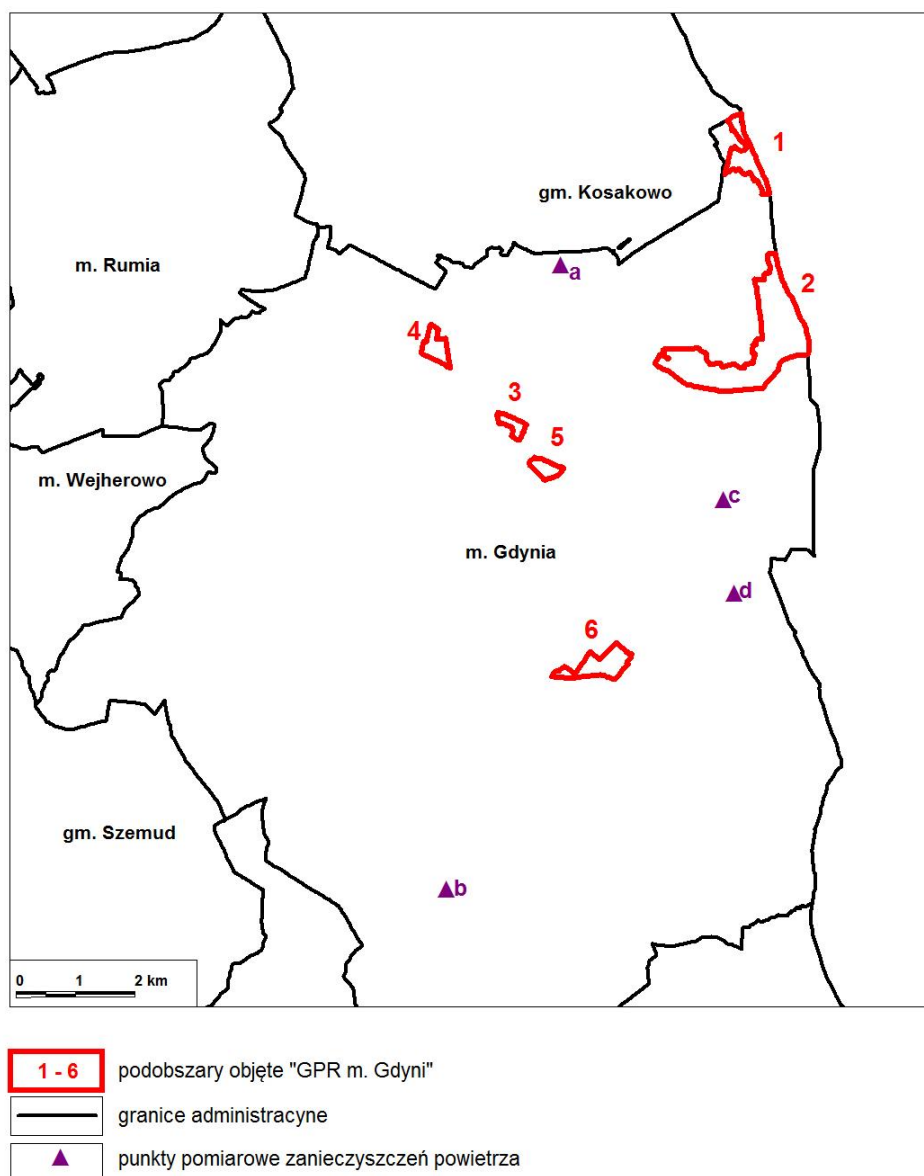 1
gm. Kosakowo
m. Rumia
a
2
4
3
5
m. Wejherowo
c
m. Gdynia
d
6
gm. Szemud
b
0 1 2 km
1 - 6 podobszary objęte "GPR m. Gdyni"
granice administracyjne
punkty pomiarowe zanieczyszczeń powietrza